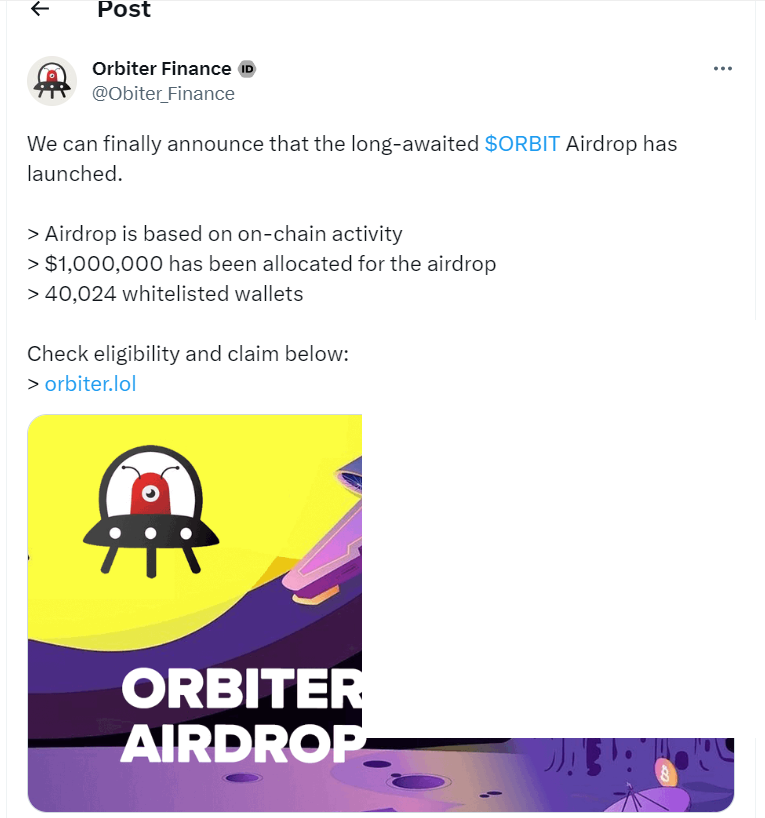 Post
Orbiter Finance ID
@Obiter_Finance
We can finally announce that the long-awaited $ORBIT Airdrop has
launched.
> Airdrop is based on on-chain activity
> $1,000,000 has been allocated for the airdrop
> 40,024 whitelisted wallets
Check eligibility and claim below:
> orbiter.lol
ORBITER
AIRDROP